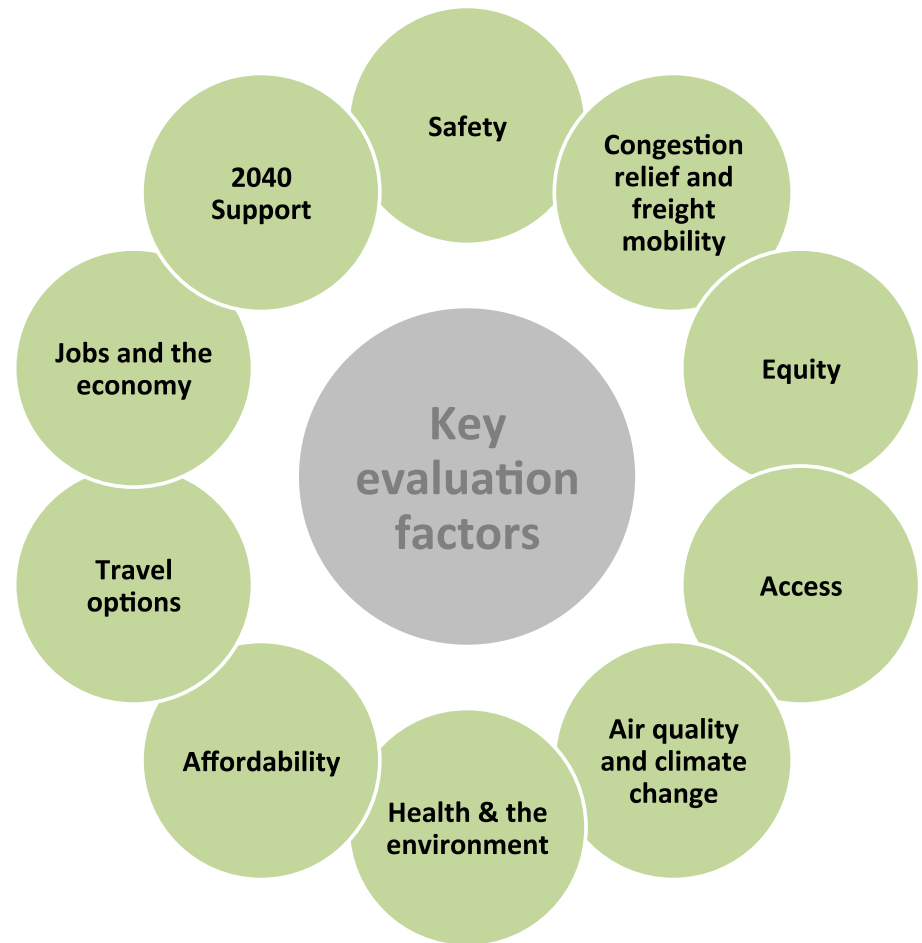 Safety
Congestion
relief and
freight
mobility
Equity
Access
Air quality
and climate
change
Health & the
environment
Affordability
Travel
options
Jobs and the
economy
2040
Support
Key
evaluation
factors